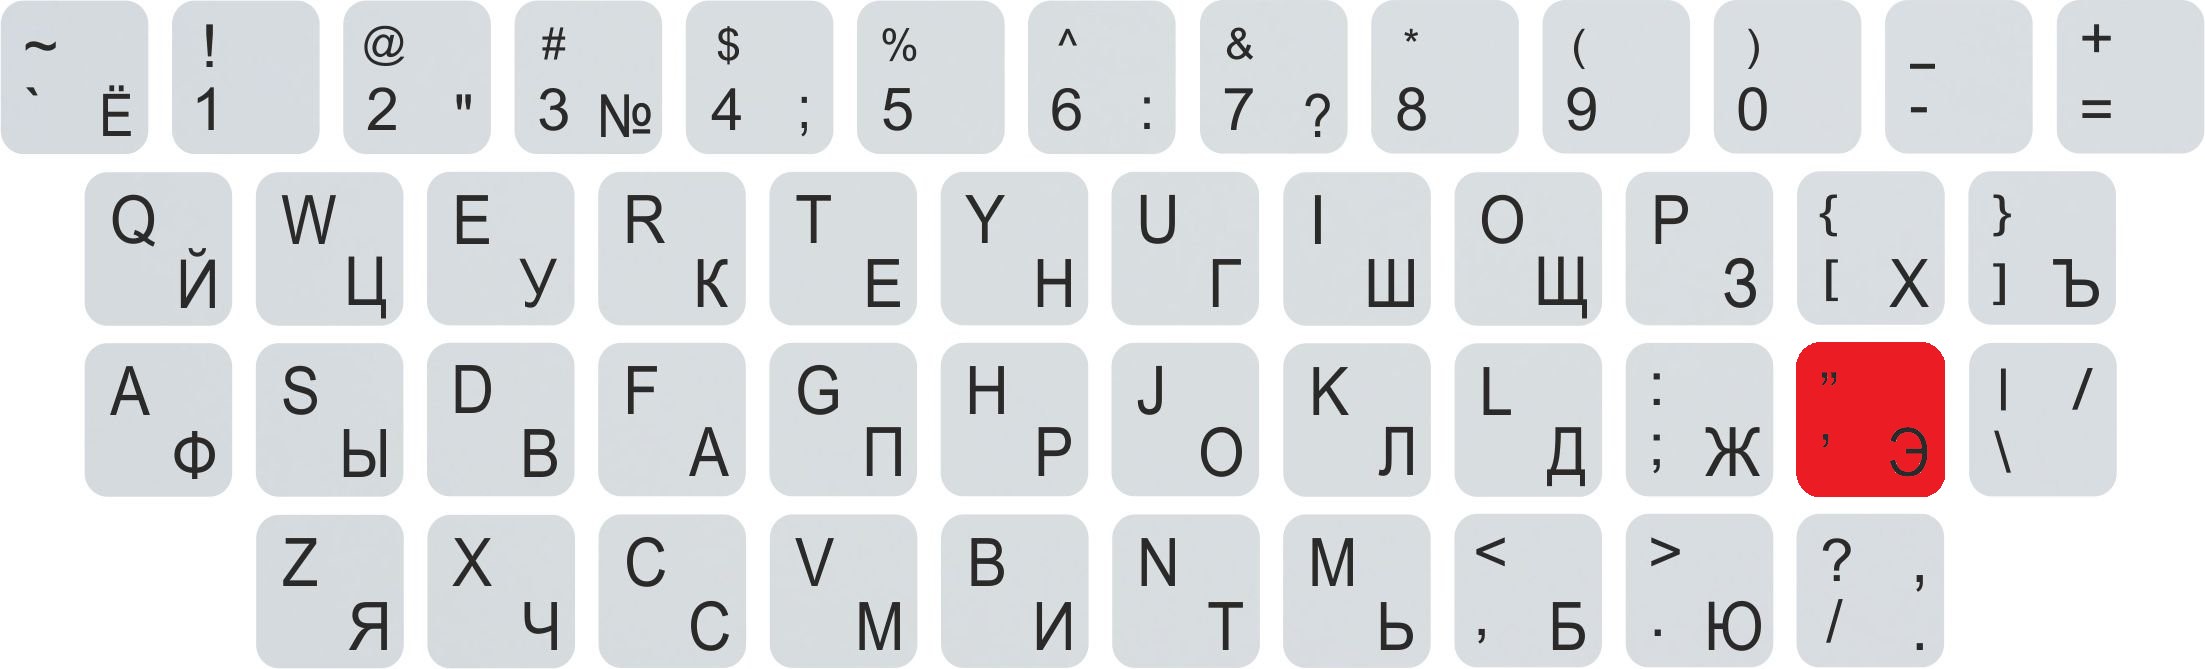 ~ ! @ # $ % ^ & * ( ) _ +
` Ё 1 2 " 3 № 4 ; 5 6 : 7 ? 8 9 0 - =
Q W E R T Y U I O P { }
Й Ц У К Е Н Г Ш Щ З [ Х ] Ъ
A S D F G H J K L : ” | /
Ф Ы В А П Р О Л Д ; Ж ’ Э \
Z X C V B N M < > ? ,
Я Ч С М И Т Ь , Б . Ю / .